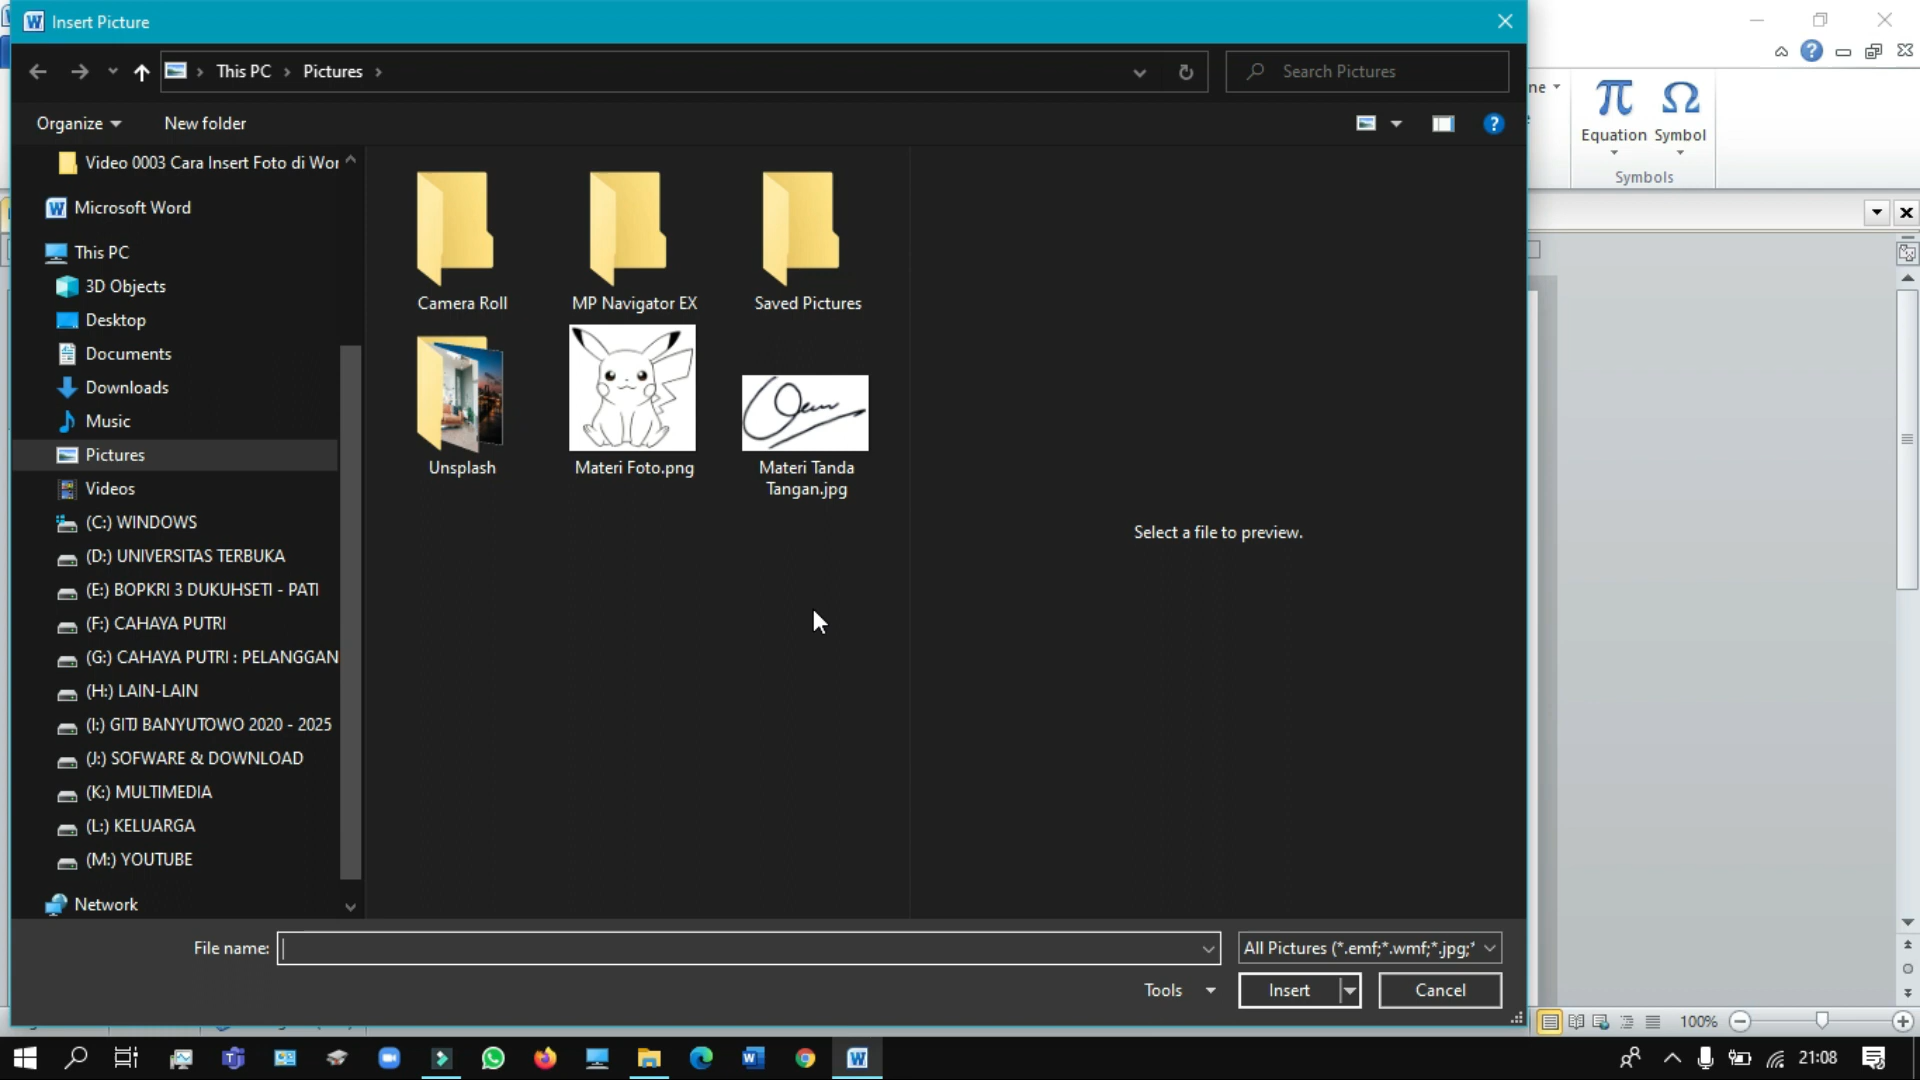 Insert Picture
This PC
Pictures
Search Pictures
ne
Organize
New folder
Equation
Symbol
Symbols
Video 0003 Cara Insert Foto di Wor
Microsoft Word
This PC
3D Objects
Desktop
Documents
Downloads
Music
Pictures
Videos
(C:) WINDOWS
(D:) UNIVERSITAS TERBUKA
(E:) BOPKRI 3 DUKUHSETI - PATI
(F:) CAHAYA PUTRI
(G:) CAHAYA PUTRI : PELANGGAN
(H:) LAIN-LAIN
(I:) GITJ BANYUTOWO 2020 - 2025
(J:) SOFWARE & DOWNLOAD
(K:) MULTIMEDIA
(L:) KELUARGA
(M:) YOUTUBE
Network
Camera Roll
MP Navigator EX
Saved Pictures
Unsplash
Materi Foto.png
Materi Tanda
Tangan.jpg
Select a file to preview.
File name:
All Pictures (*.emf;*.wmf;*.jpg;*
Tools
Insert
Cancel
100%
21:08